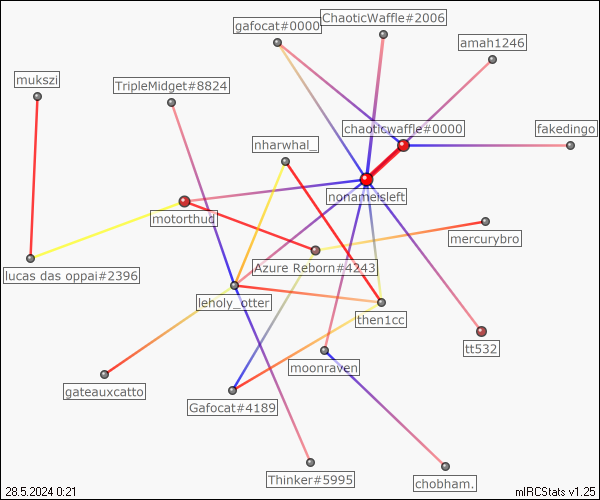 gafocat#0000
ChaoticWaffle#2006
amah1246
mukszi
TripleMidget#8824
chaoticwaffle#0000
fakedingo
nharwhal_
nonameisleft
motorthud
mercurybro
Azure Reborn#4243
lucas das oppai#2396
leholy_otter
then1cc
tt532
moonraven
gateauxcatto
Gafocat#4189
Thinker#5995
chobham.
28.5.2024 0:21
mIRCStats v1.25